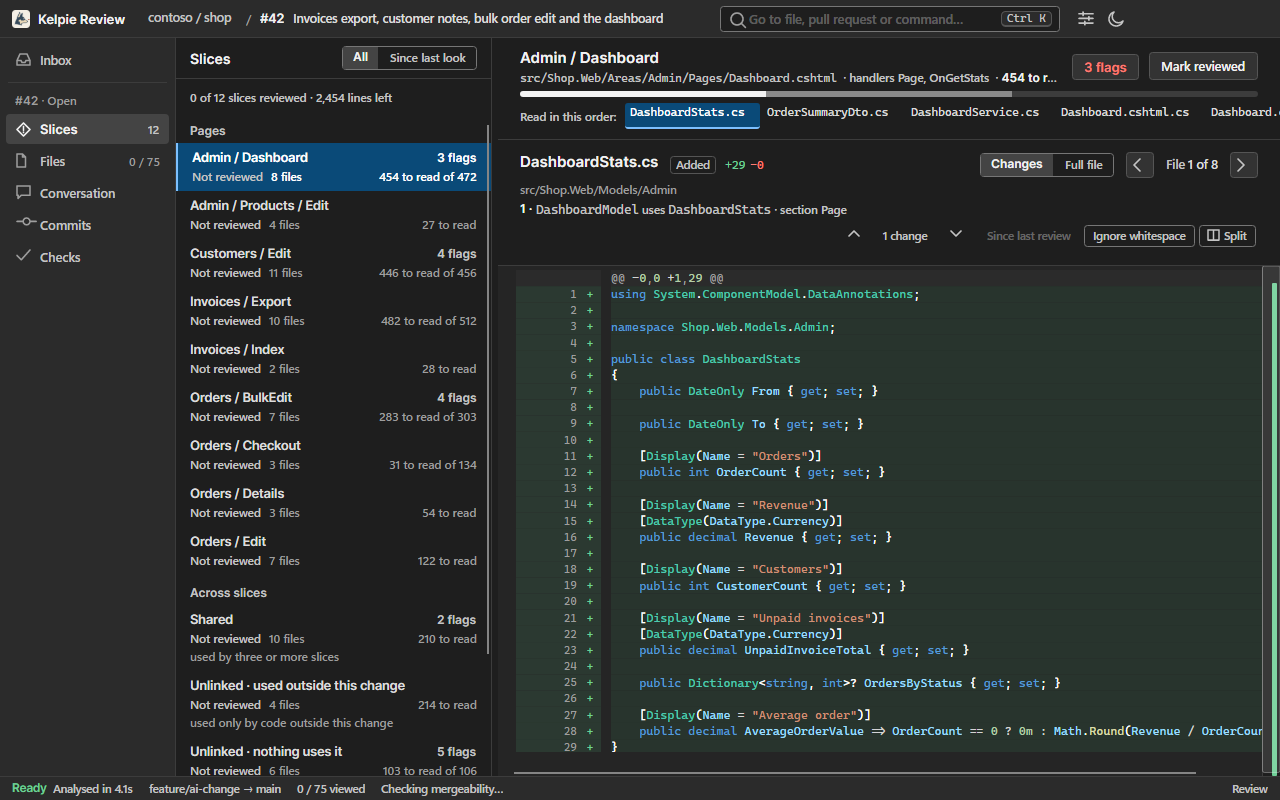 Kelpie Review
contoso / shop / #42 Invoices export, customer notes, bulk order edit and the dashboard
Go to file, pull request or command... Ctrl K
Inbox
#42 · Open
Slices 12
Files 0 / 75
Conversation
Commits
Checks
Slices
All Since last look
0 of 12 slices reviewed · 2,454 lines left
Pages
Admin / Dashboard 3 flags
Not reviewed 8 files 454 to read of 472
Admin / Products / Edit
Not reviewed 4 files 27 to read
Customers / Edit 4 flags
Not reviewed 11 files 446 to read of 456
Invoices / Export
Not reviewed 10 files 482 to read of 512
Invoices / Index
Not reviewed 2 files 28 to read
Orders / BulkEdit 4 flags
Not reviewed 7 files 283 to read of 303
Orders / Checkout
Not reviewed 3 files 31 to read of 134
Orders / Details
Not reviewed 3 files 54 to read
Orders / Edit
Not reviewed 7 files 122 to read
Across slices
Shared 2 flags
Not reviewed 10 files 210 to read
used by three or more slices
Unlinked · used outside this change
Not reviewed 4 files 214 to read
used only by code outside this change
Unlinked · nothing uses it 5 flags
Not reviewed 6 files 103 to read of 106
Admin / Dashboard
src/Shop.Web/Areas/Admin/Pages/Dashboard.cshtml · handlers Page, OnGetStats · 454 to r...
3 flags
Mark reviewed
Read in this order: DashboardStats.cs OrderSummaryDto.cs DashboardService.cs Dashboard.cshtml.cs Dashboard.
DashboardStats.cs Added +29 −0
Changes Full file
File 1 of 8
src/Shop.Web/Models/Admin
1 · DashboardModel uses DashboardStats · section Page
1 change
Since last review
Ignore whitespace
Split
@@ −0,0 +1,29 @@
1 + using System.ComponentModel.DataAnnotations;
2 +
3 + namespace Shop.Web.Models.Admin;
4 +
5 + public class DashboardStats
6 + {
7 + public DateOnly From { get; set; }
8 +
9 + public DateOnly To { get; set; }
10 +
11 + [Display(Name = "Orders")]
12 + public int OrderCount { get; set; }
13 +
14 + [Display(Name = "Revenue")]
15 + [DataType(DataType.Currency)]
16 + public decimal Revenue { get; set; }
17 +
18 + [Display(Name = "Customers")]
19 + public int CustomerCount { get; set; }
20 +
21 + [Display(Name = "Unpaid invoices")]
22 + [DataType(DataType.Currency)]
23 + public decimal UnpaidInvoiceTotal { get; set; }
24 +
25 + public Dictionary<string, int>? OrdersByStatus { get; set; }
26 +
27 + [Display(Name = "Average order")]
28 + public decimal AverageOrderValue => OrderCount == 0 ? 0m : Math.Round(Revenue / OrderCoun
29 + }
Ready Analysed in 4.1s feature/ai-change → main 0 / 75 viewed Checking mergeability... Review